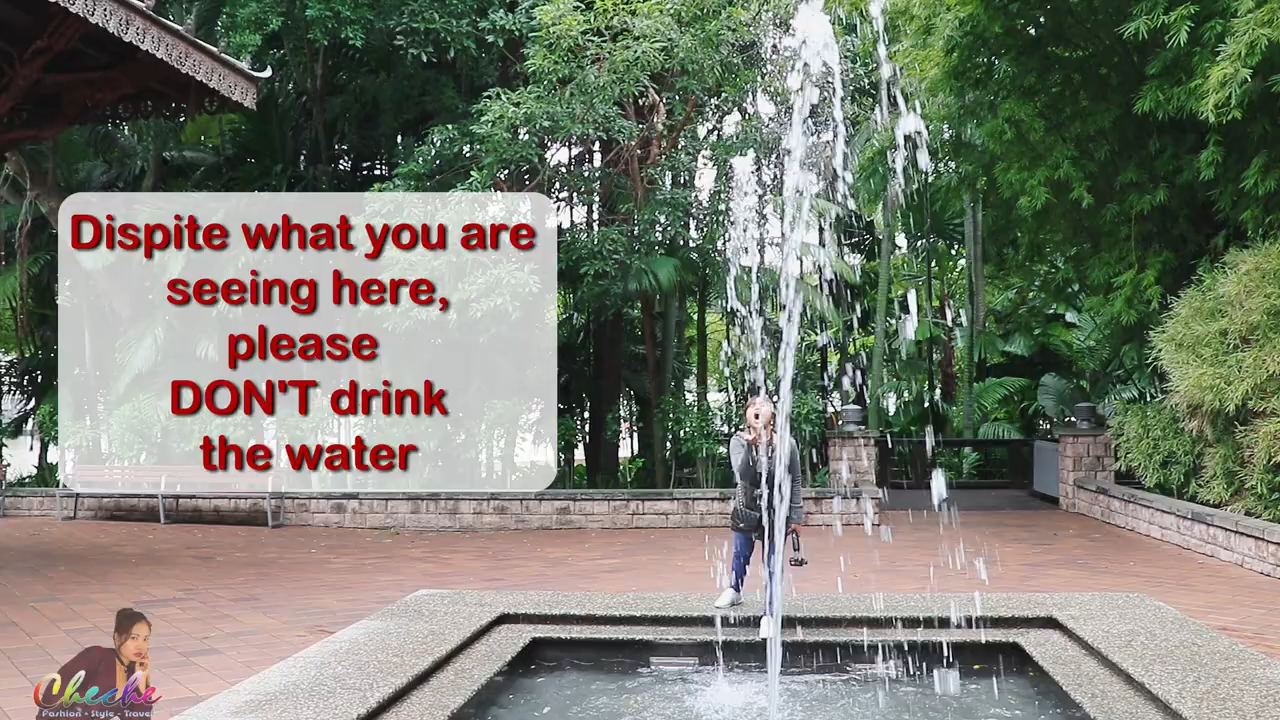 Dispite what you are
seeing here,
please
DON'T drink
the water
Cheche
Fashion - Style - Travel